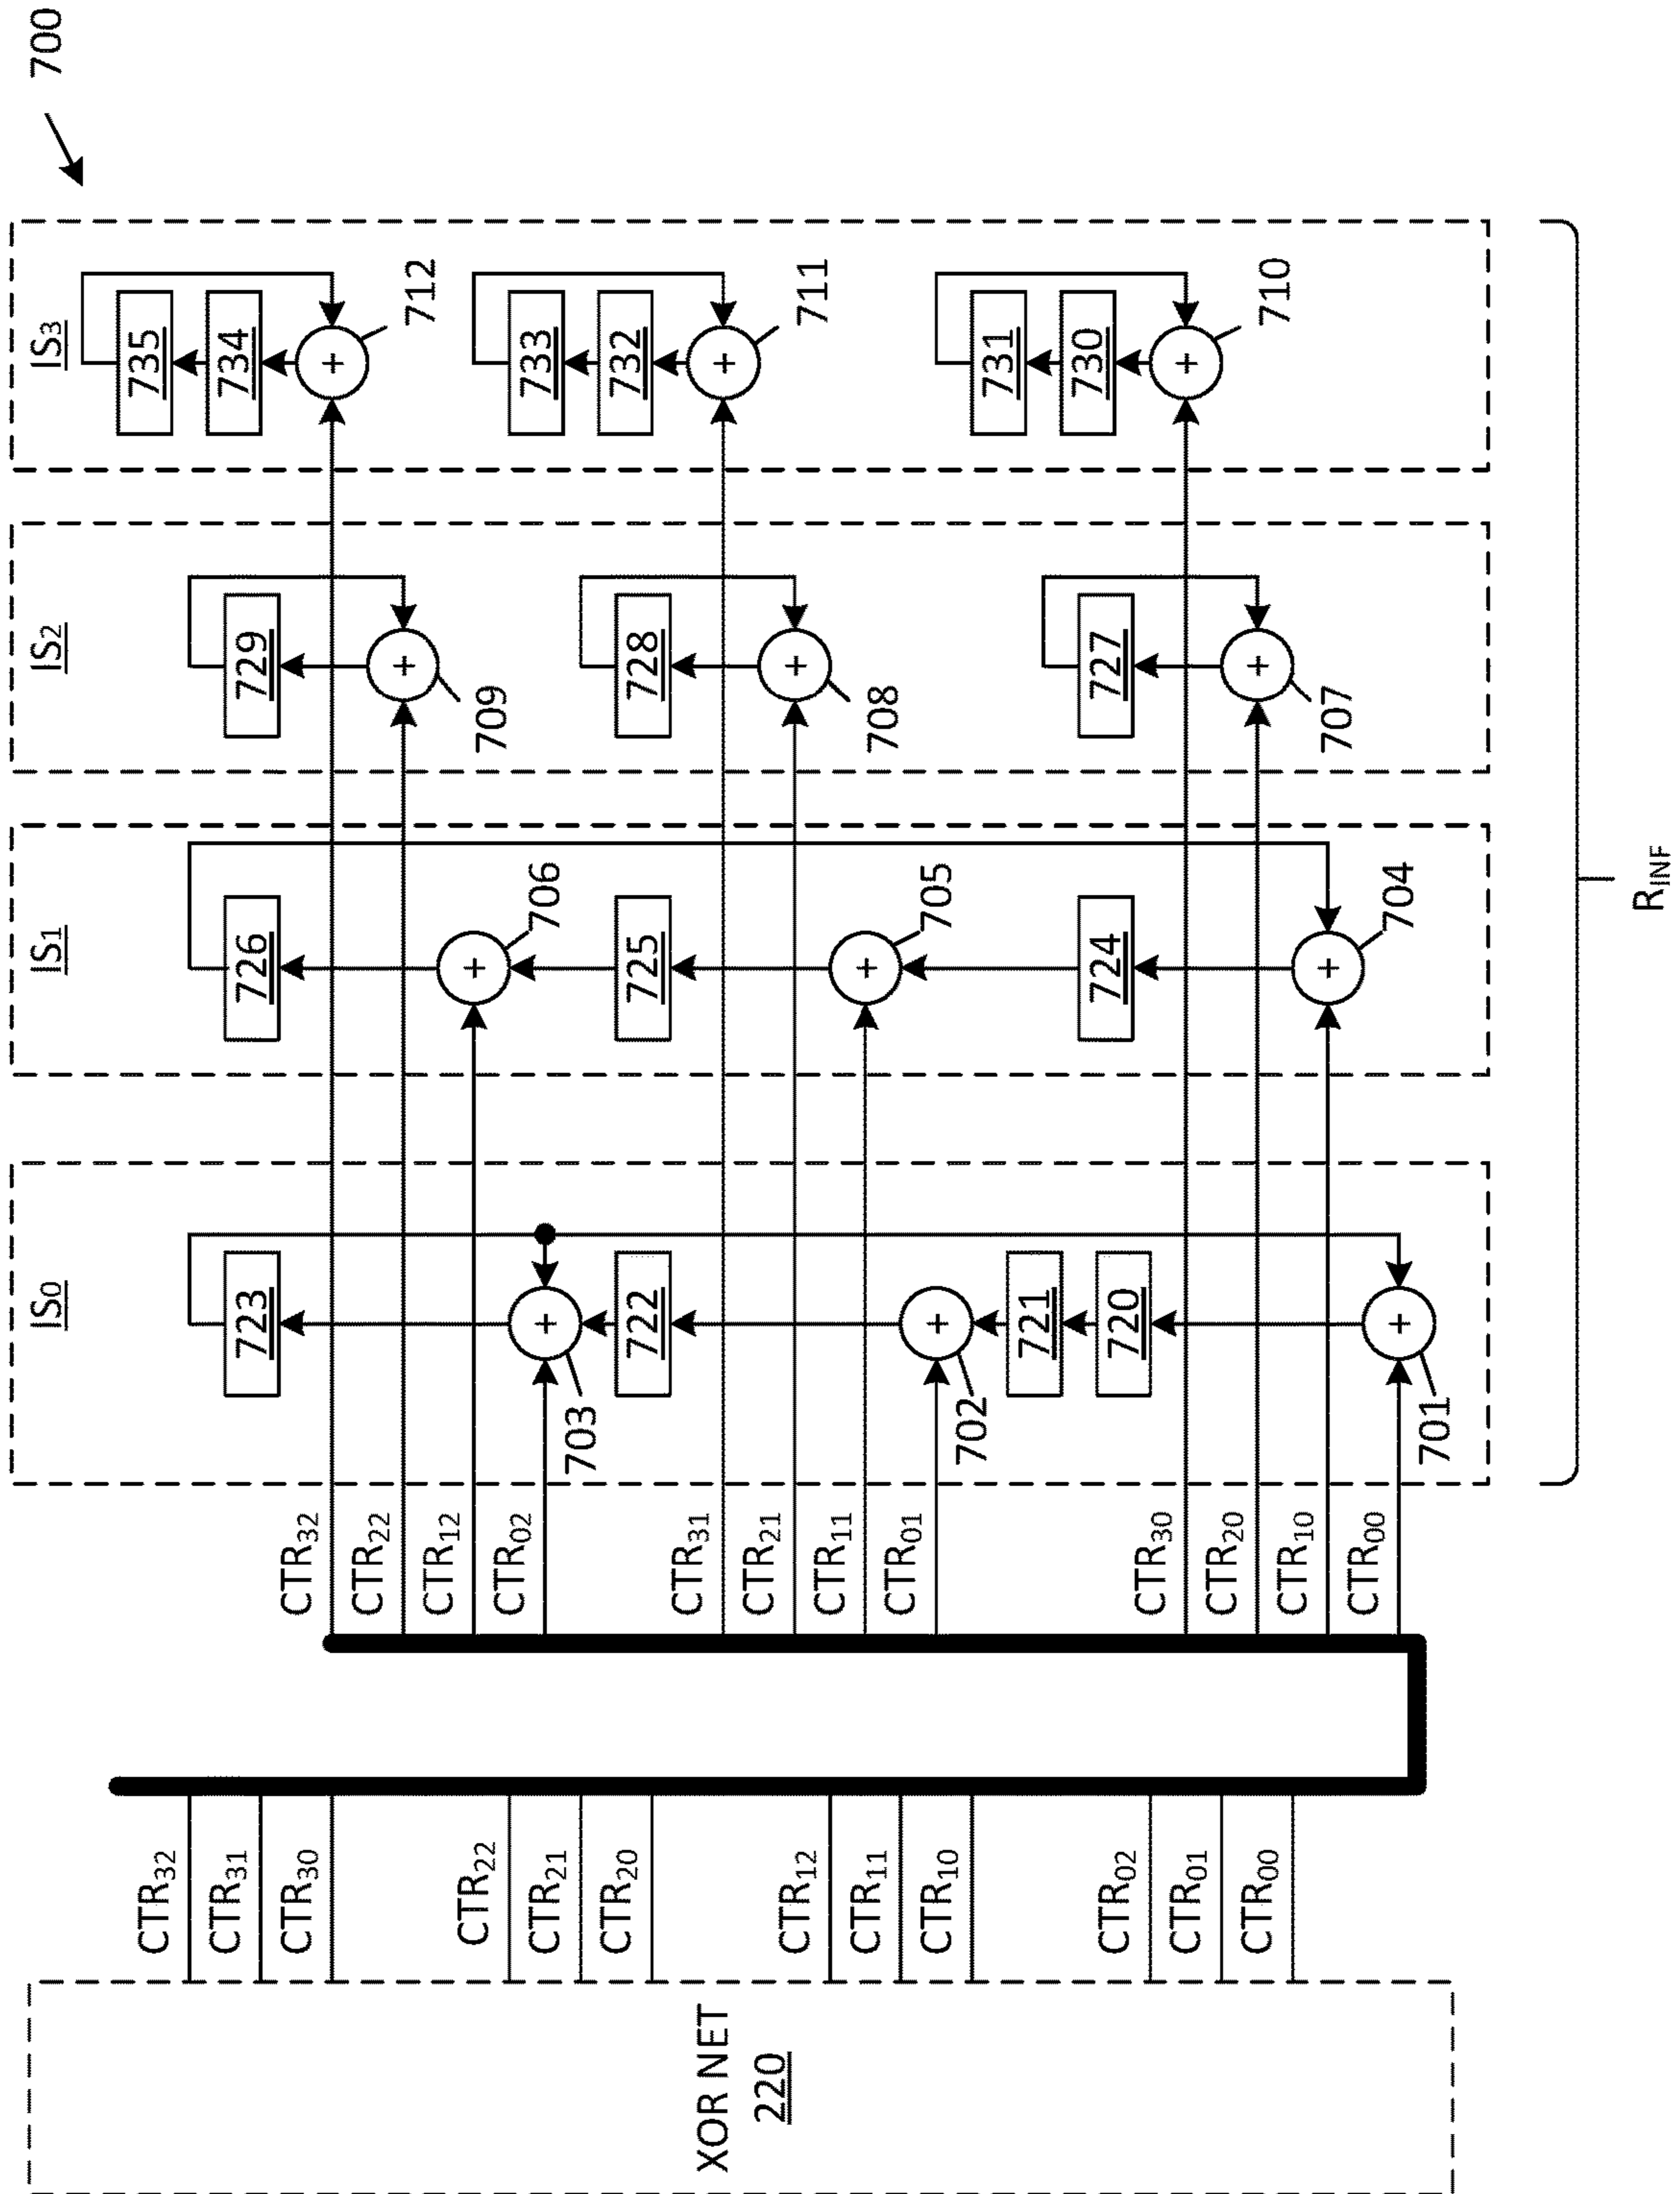 700
IS3
735
734
+
712
733
732
+
711
731
730
+
710
IS2
729
+
709
728
+
708
727
+
707
IS1
726
+
706
725
+
705
724
+
704
IS0
723
+
703
722
+
702
721
720
+
701
RINF
CTR32
CTR22
CTR12
CTR02
CTR31
CTR21
CTR11
CTR01
CTR30
CTR20
CTR10
CTR00
CTR32
CTR31
CTR30
CTR22
CTR21
CTR20
CTR12
CTR11
CTR10
CTR02
CTR01
CTR00
XOR NET
220